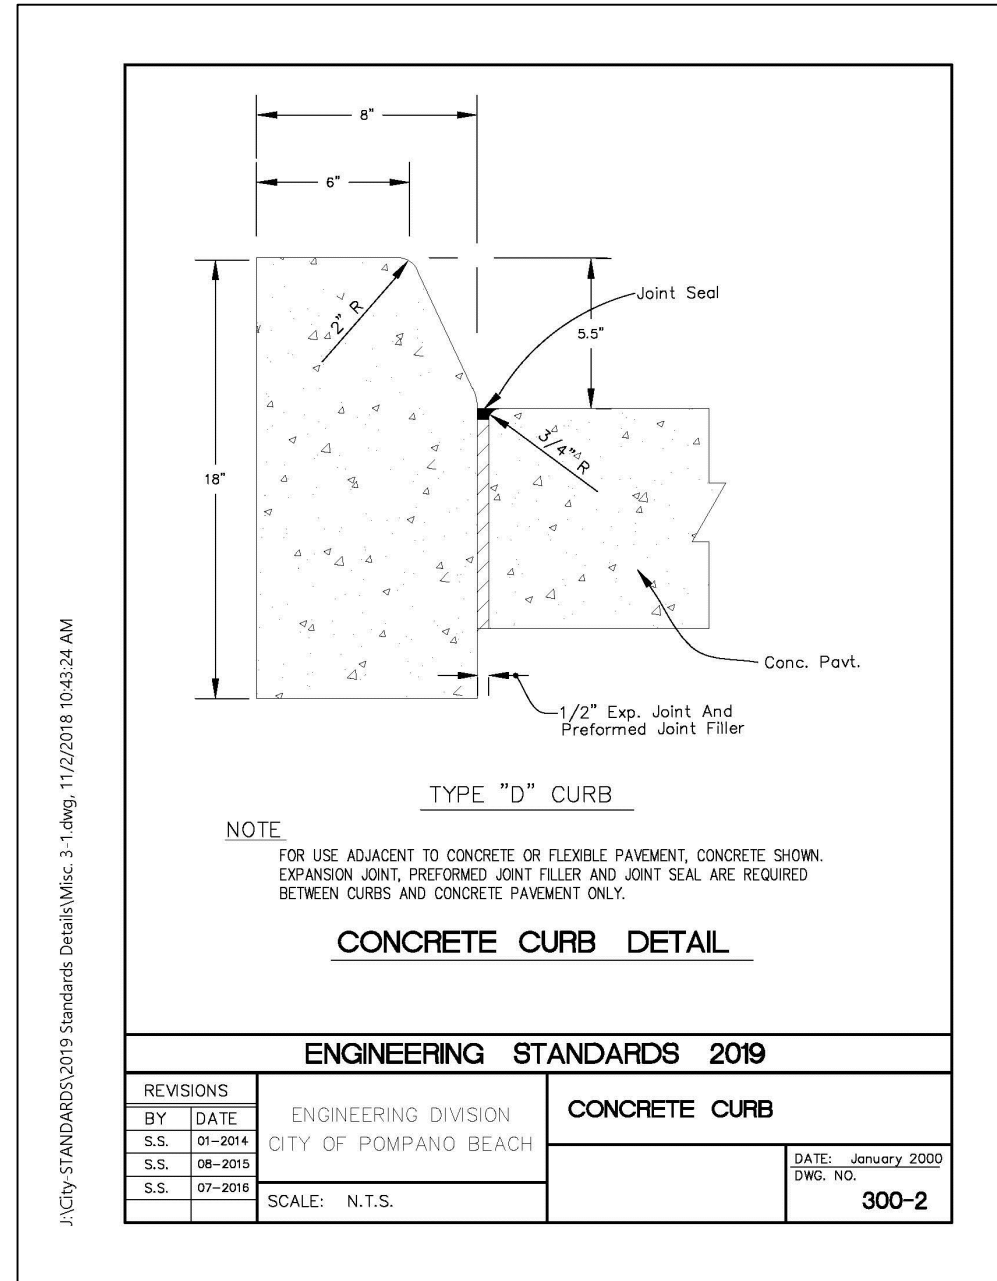 8"
6"
Joint Seal
2" R
5.5"
3/4" R
18"
Conc. Pavt.
1/2" Exp. Joint And
Preformed Joint Filler
TYPE "D" CURB
NOTE
FOR USE ADJACENT TO CONCRETE OR FLEXIBLE PAVEMENT, CONCRETE SHOWN.
EXPANSION JOINT, PREFORMED JOINT FILLER AND JOINT SEAL ARE REQUIRED
BETWEEN CURBS AND CONCRETE PAVEMENT ONLY.
CONCRETE CURB DETAIL
J:\City-STANDARDS\2019 Standards Details\Misc. 3-1.dwg, 11/2/2018 10:43:24 AM
ENGINEERING STANDARDS 2019
REVISIONS
BY DATE
S.S. 01-2014
S.S. 08-2015
S.S. 07-2016
ENGINEERING DIVISION
CITY OF POMPANO BEACH
SCALE: N.T.S.
CONCRETE CURB
DATE: January 2000
DWG. NO.
300-2